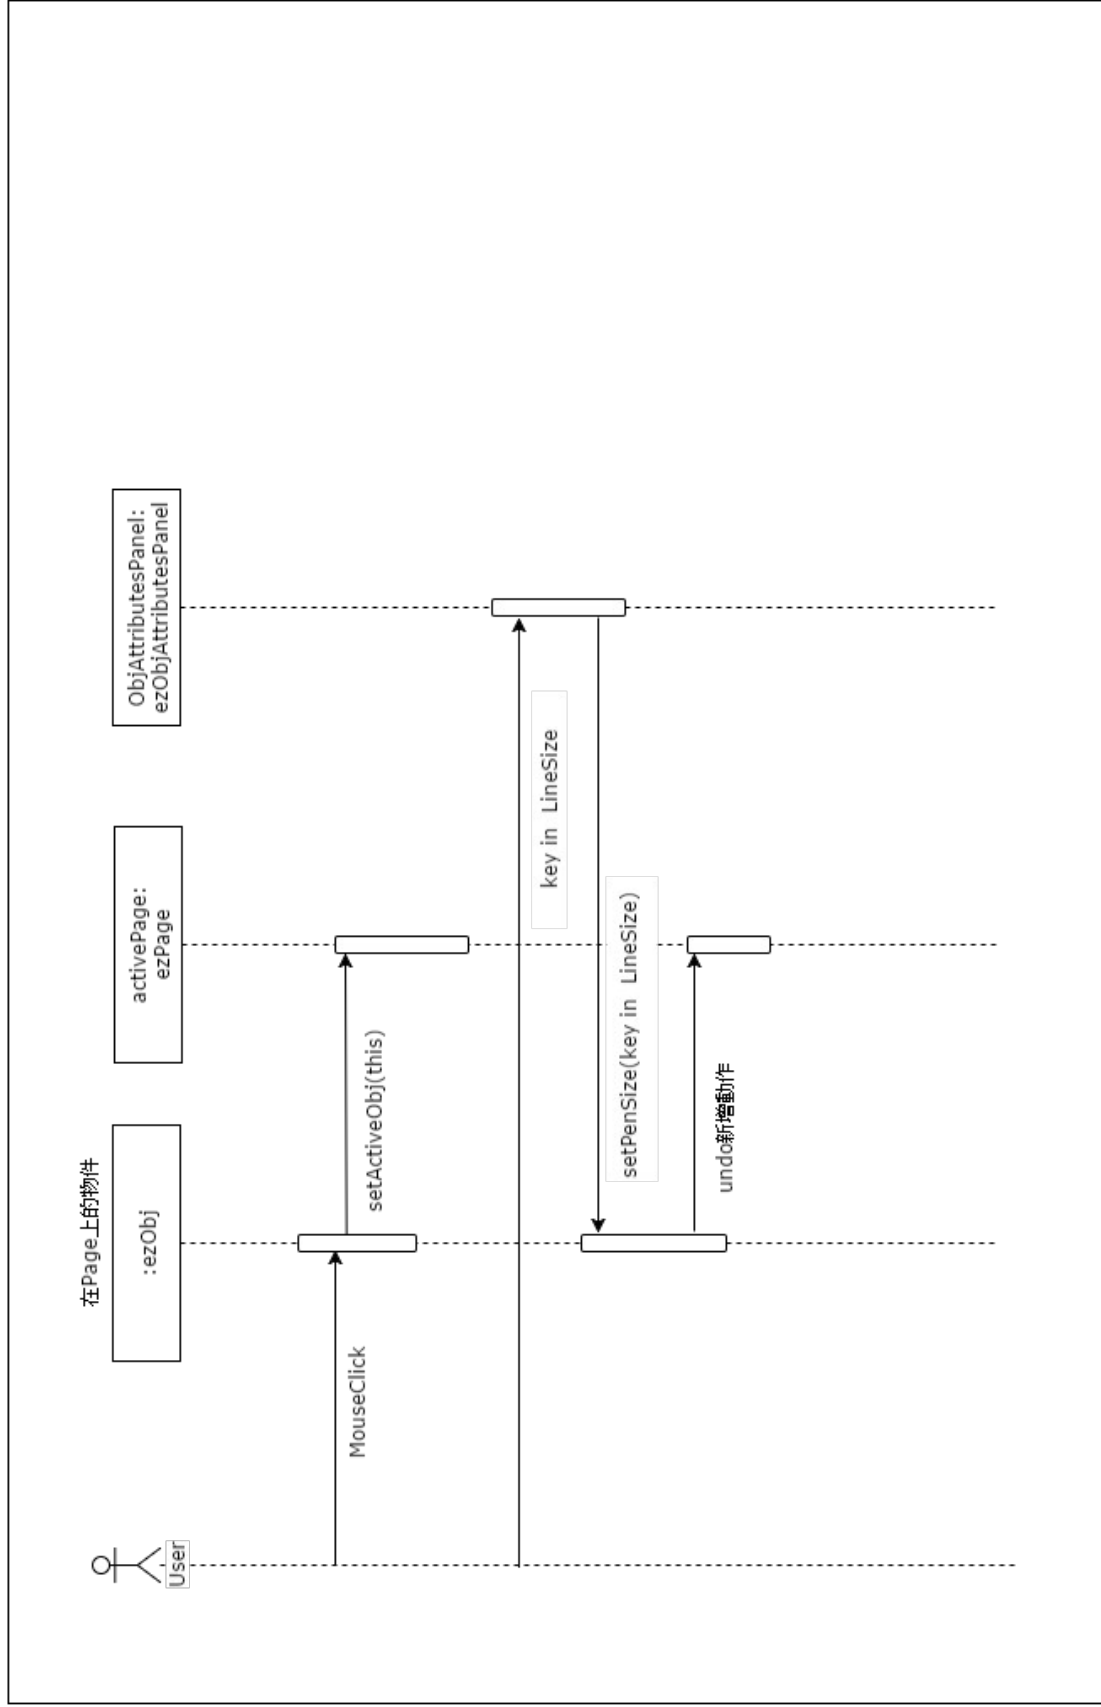 在Page上的物件
User
:ezObj
activePage:
ezPage
ObjAttributesPanel:
ezObjAttributesPanel
MouseClick
setActiveObj(this)
key in LineSize
setPenSize(key in LineSize)
undo新增動作